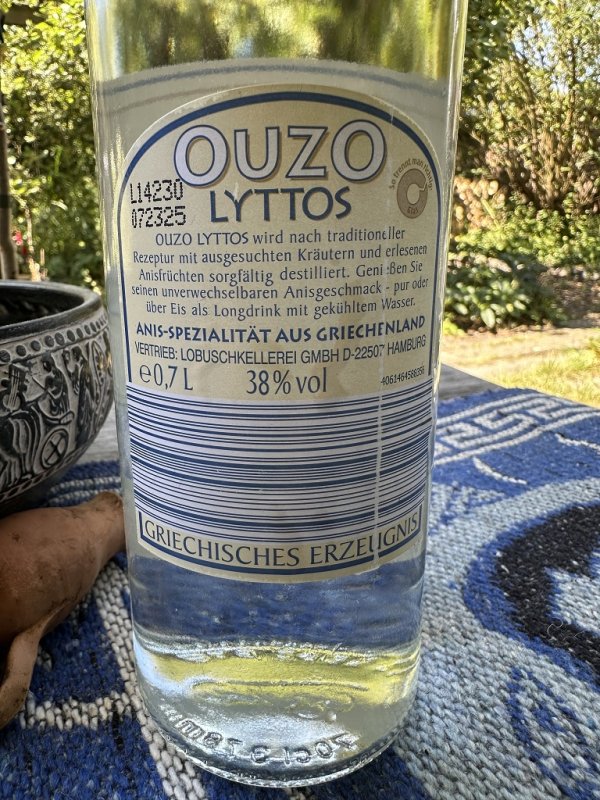 OUZO
LYTTOS
L14230
072325
OUZO LYTTOS wird nach traditioneller
Rezeptur mit ausgesuchten Kräutern und erlesenen
Anisfrüchten sorgfältig destilliert. Genießen Sie
seinen unverwechselbaren Anisgeschmack - pur oder
über Eis als Longdrink mit gekühltem Wasser.
ANIS-SPEZIALITÄT AUS GRIECHENLAND
VERTRIEB: LOBUSCHKELLEREI GMBH D-22507 HAMBURG
e 0,7 L 38% vol
4061464586356
GRIECHISCHES ERZEUGNIS